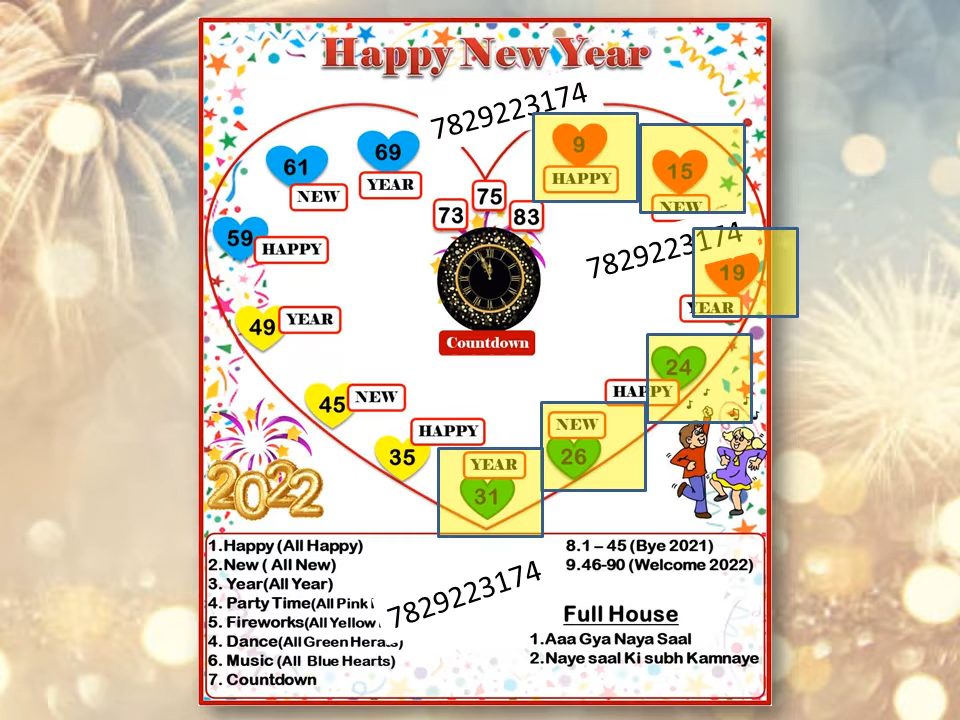 Happy New Year
7829223174
9
HAPPY
15
NEW
69
YEAR
61
NEW
75
73
83
59
HAPPY
7829223174
19
YEAR
49
YEAR
Countdown
24
HAPPY
45
NEW
NEW
26
HAPPY
35
YEAR
31
2022
1.Happy (All Happy)
2.New ( All New)
3. Year(All Year)
4. Party Time(All Pink
5. Fireworks(All Yellow
4. Dance(All Green
6. Music (All Blue Hearts)
7. Countdown
7829223174
8.1 – 45 (Bye 2021)
9.46-90 (Welcome 2022)
Full House
1.Aaa Gya Naya Saal
2.Naye saal Ki subh Kamnaye